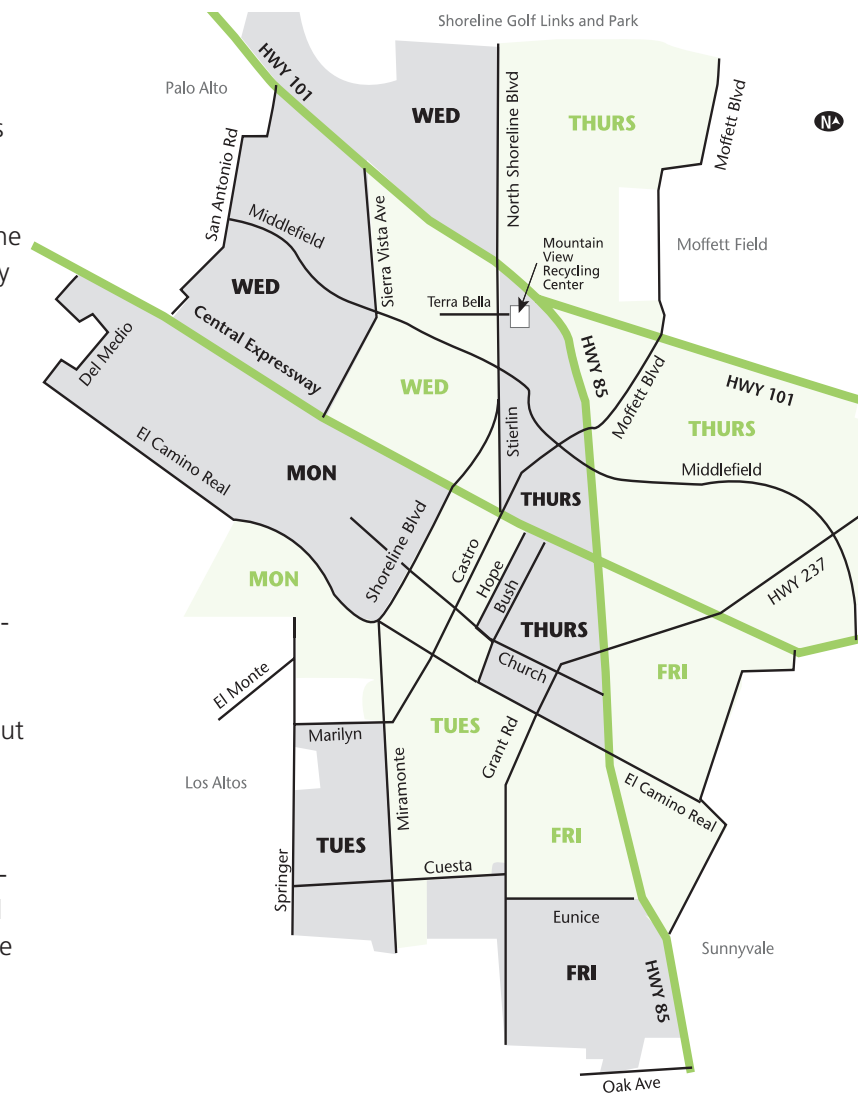 Shoreline Golf Links and Park
HWY 101
Palo Alto
WED
North Shoreline Blvd
THURS
Moffett Blvd
N
s
San Antonio Rd
Middlefield
Sierra Vista Ave
ne
y
Mountain
View
Recycling
Center
Moffett Field
WED
Terra Bella
Central Expressway
Del Medio
HWY 85
Moffett Blvd
HWY 101
WED
El Camino Real
Stierlin
THURS
Middlefield
MON
THURS
Shoreline Blvd
Castro
Hope
Bush
HWY 237
MON
THURS
-
Church
FRI
El Monte
TUES
ut
Marilyn
Grant Rd
Los Altos
Miramonte
El Camino Real
FRI
TUES
Cuesta
Springer
-
Eunice
e
Sunnyvale
FRI
HWY 85
Oak Ave